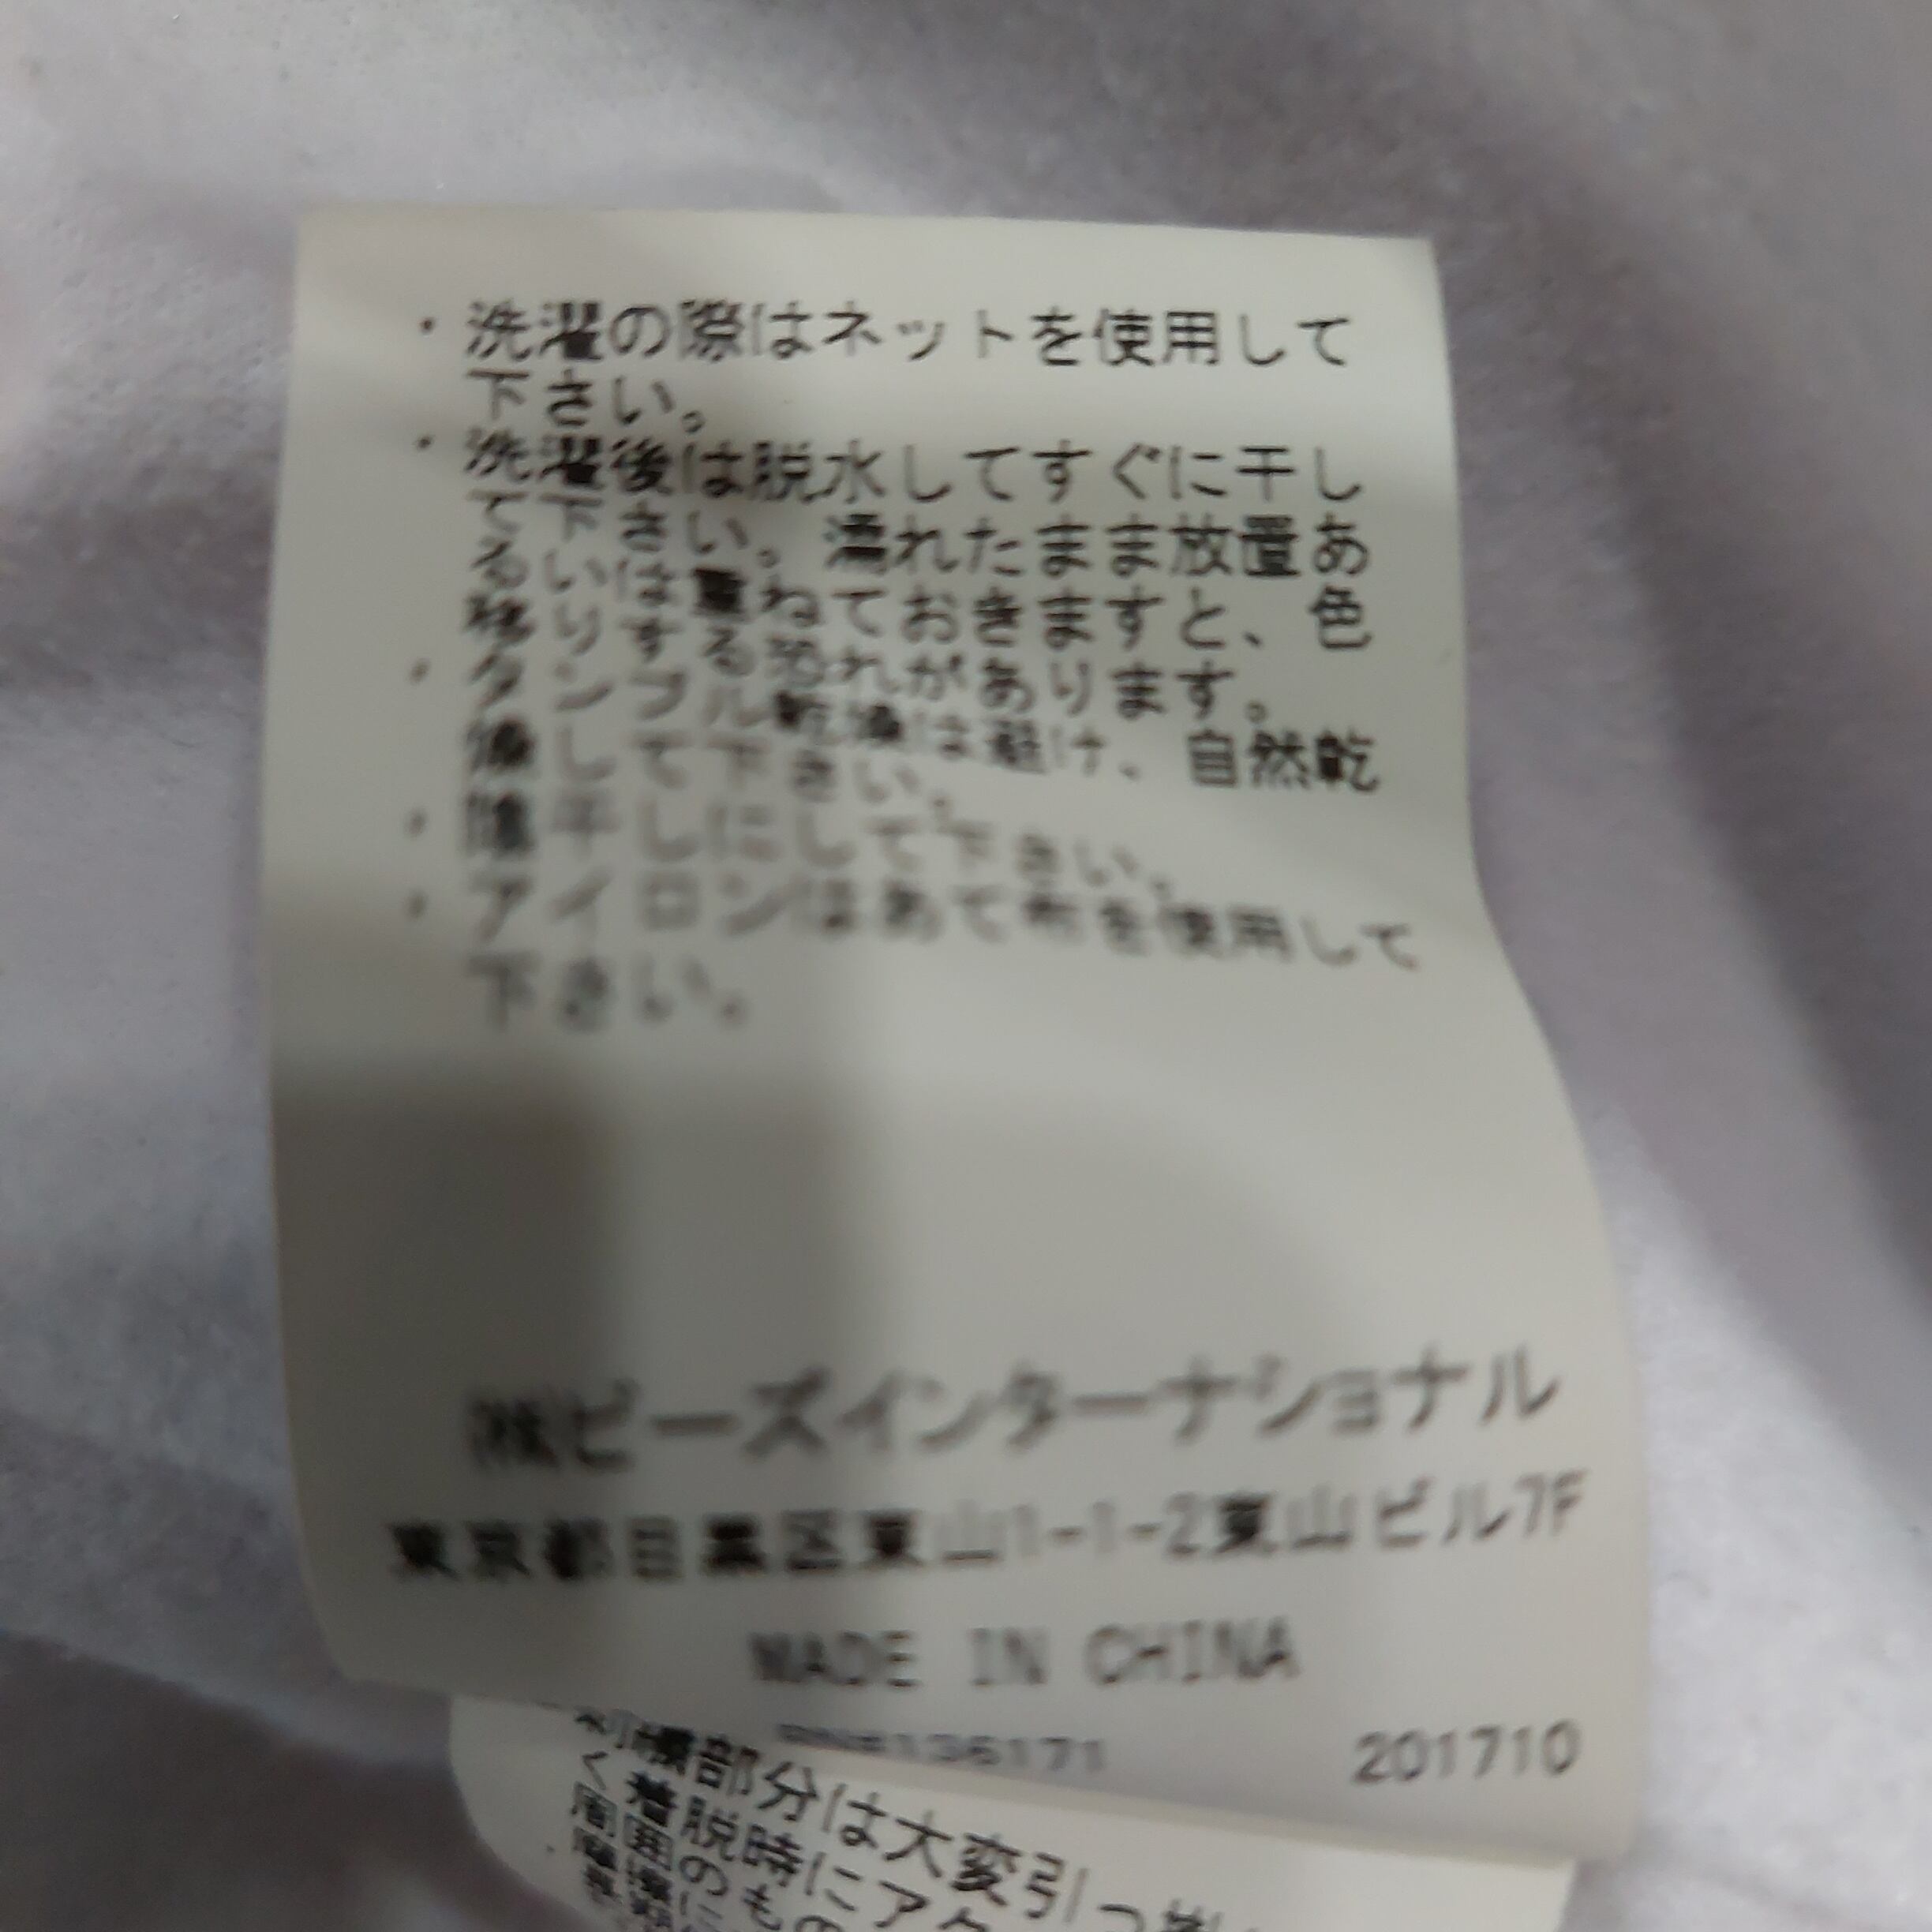 ・洗濯の際はネットを使用して
下さい。
・洗濯後は脱水してすぐに干し
て下さい。濡れたまま放置あ
るいは重ねておきますと、色
移りする恐れがあります。
・タンブル乾燥は避け、自然乾
燥して下さい。
・陰干しにして下さい。
・アイロンはあて布を使用して
下さい。
㈱ビーズインターナショナル
東京都目黒区東山1-1-2東山ビル7F
MADE IN CHINA
136171 201710
刺繍部分は大変引っ
く着脱時にア
周囲のもの